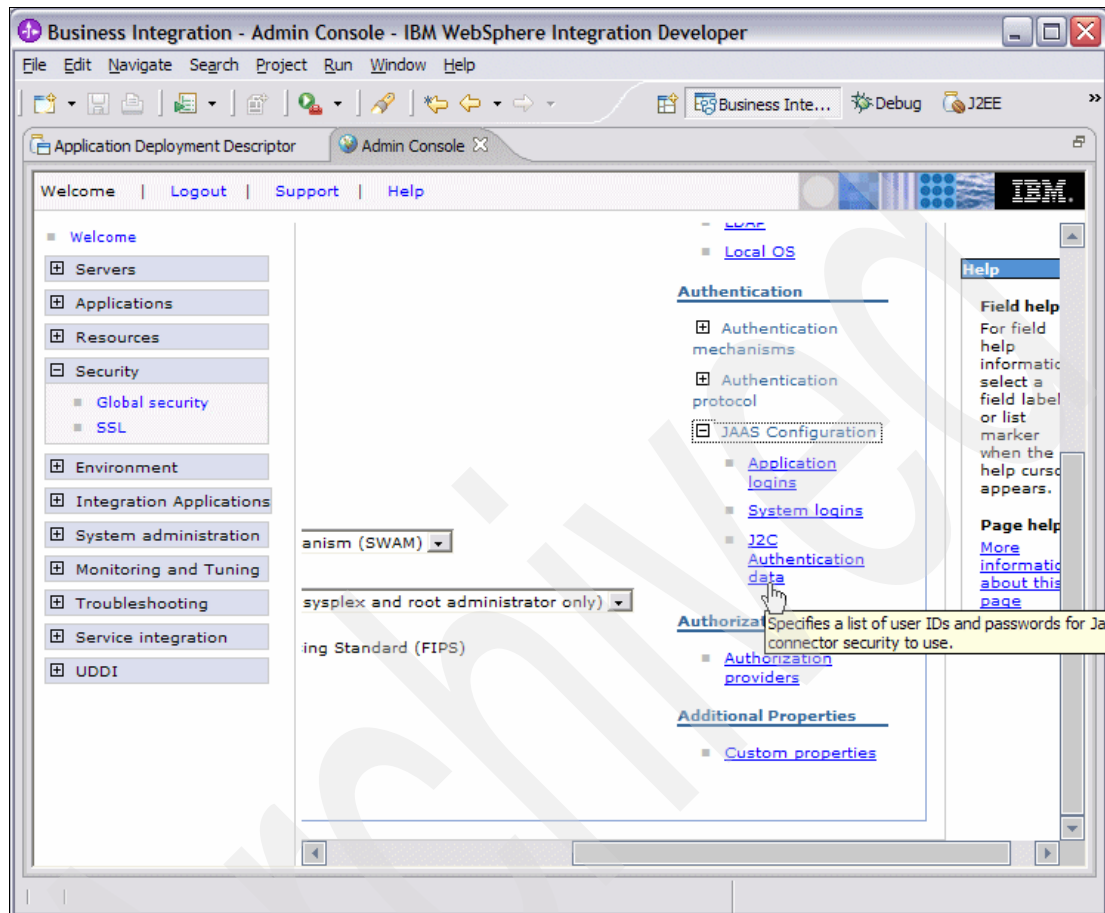 Business Integration - Admin Console - IBM WebSphere Integration Developer
File Edit Navigate Search Project Run Window Help
Business Inte... Debug J2EE »
Application Deployment Descriptor Admin Console
Welcome | Logout | Support | Help IBM.
Welcome
Servers
Applications
Resources
Security
Global security
SSL
Environment
Integration Applications
System administration
Monitoring and Tuning
Troubleshooting
Service integration
UDDI
anism (SWAM)
sysplex and root administrator only)
ing Standard (FIPS)
LDAP
Local OS
Authentication
Authentication
mechanisms
Authentication
protocol
JAAS Configuration
Application
logins
System logins
J2C
Authentication
data
Authorizat
Specifies a list of user IDs and passwords for Ja
connector security to use.
Authorization
providers
Additional Properties
Custom properties
Help
Field help
For field
help
informatio
select a
field label
or list
marker
when the
help curso
appears.
Page help
More
informatio
about this
page